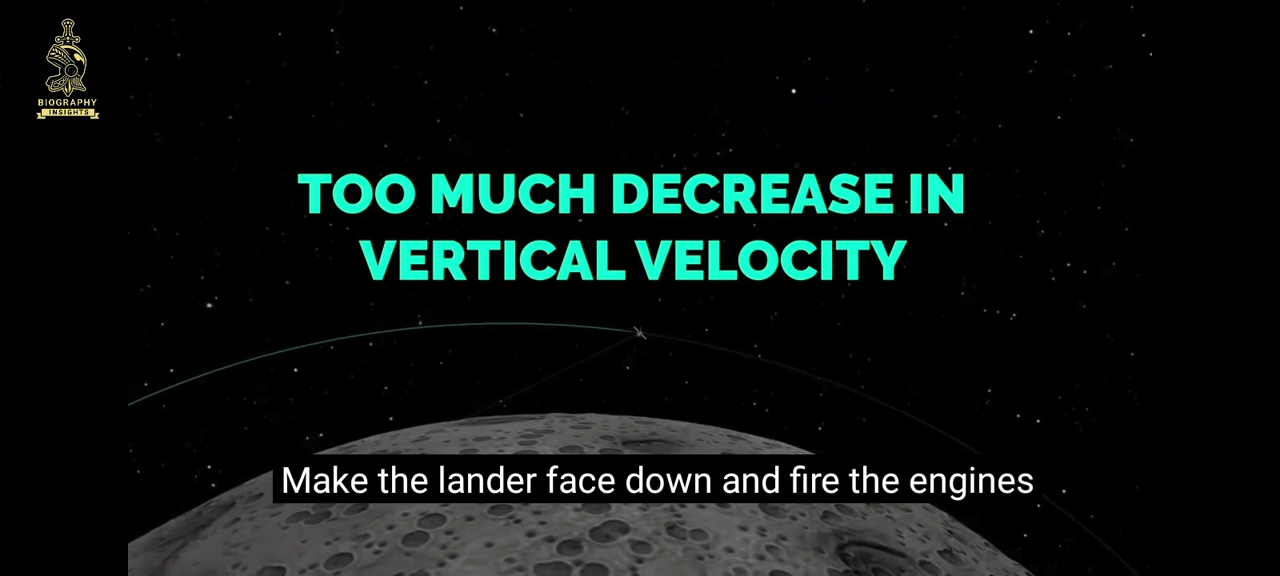 BIOGRAPHY
INSIGHTS
TOO MUCH DECREASE IN
VERTICAL VELOCITY
Make the lander face down and fire the engines